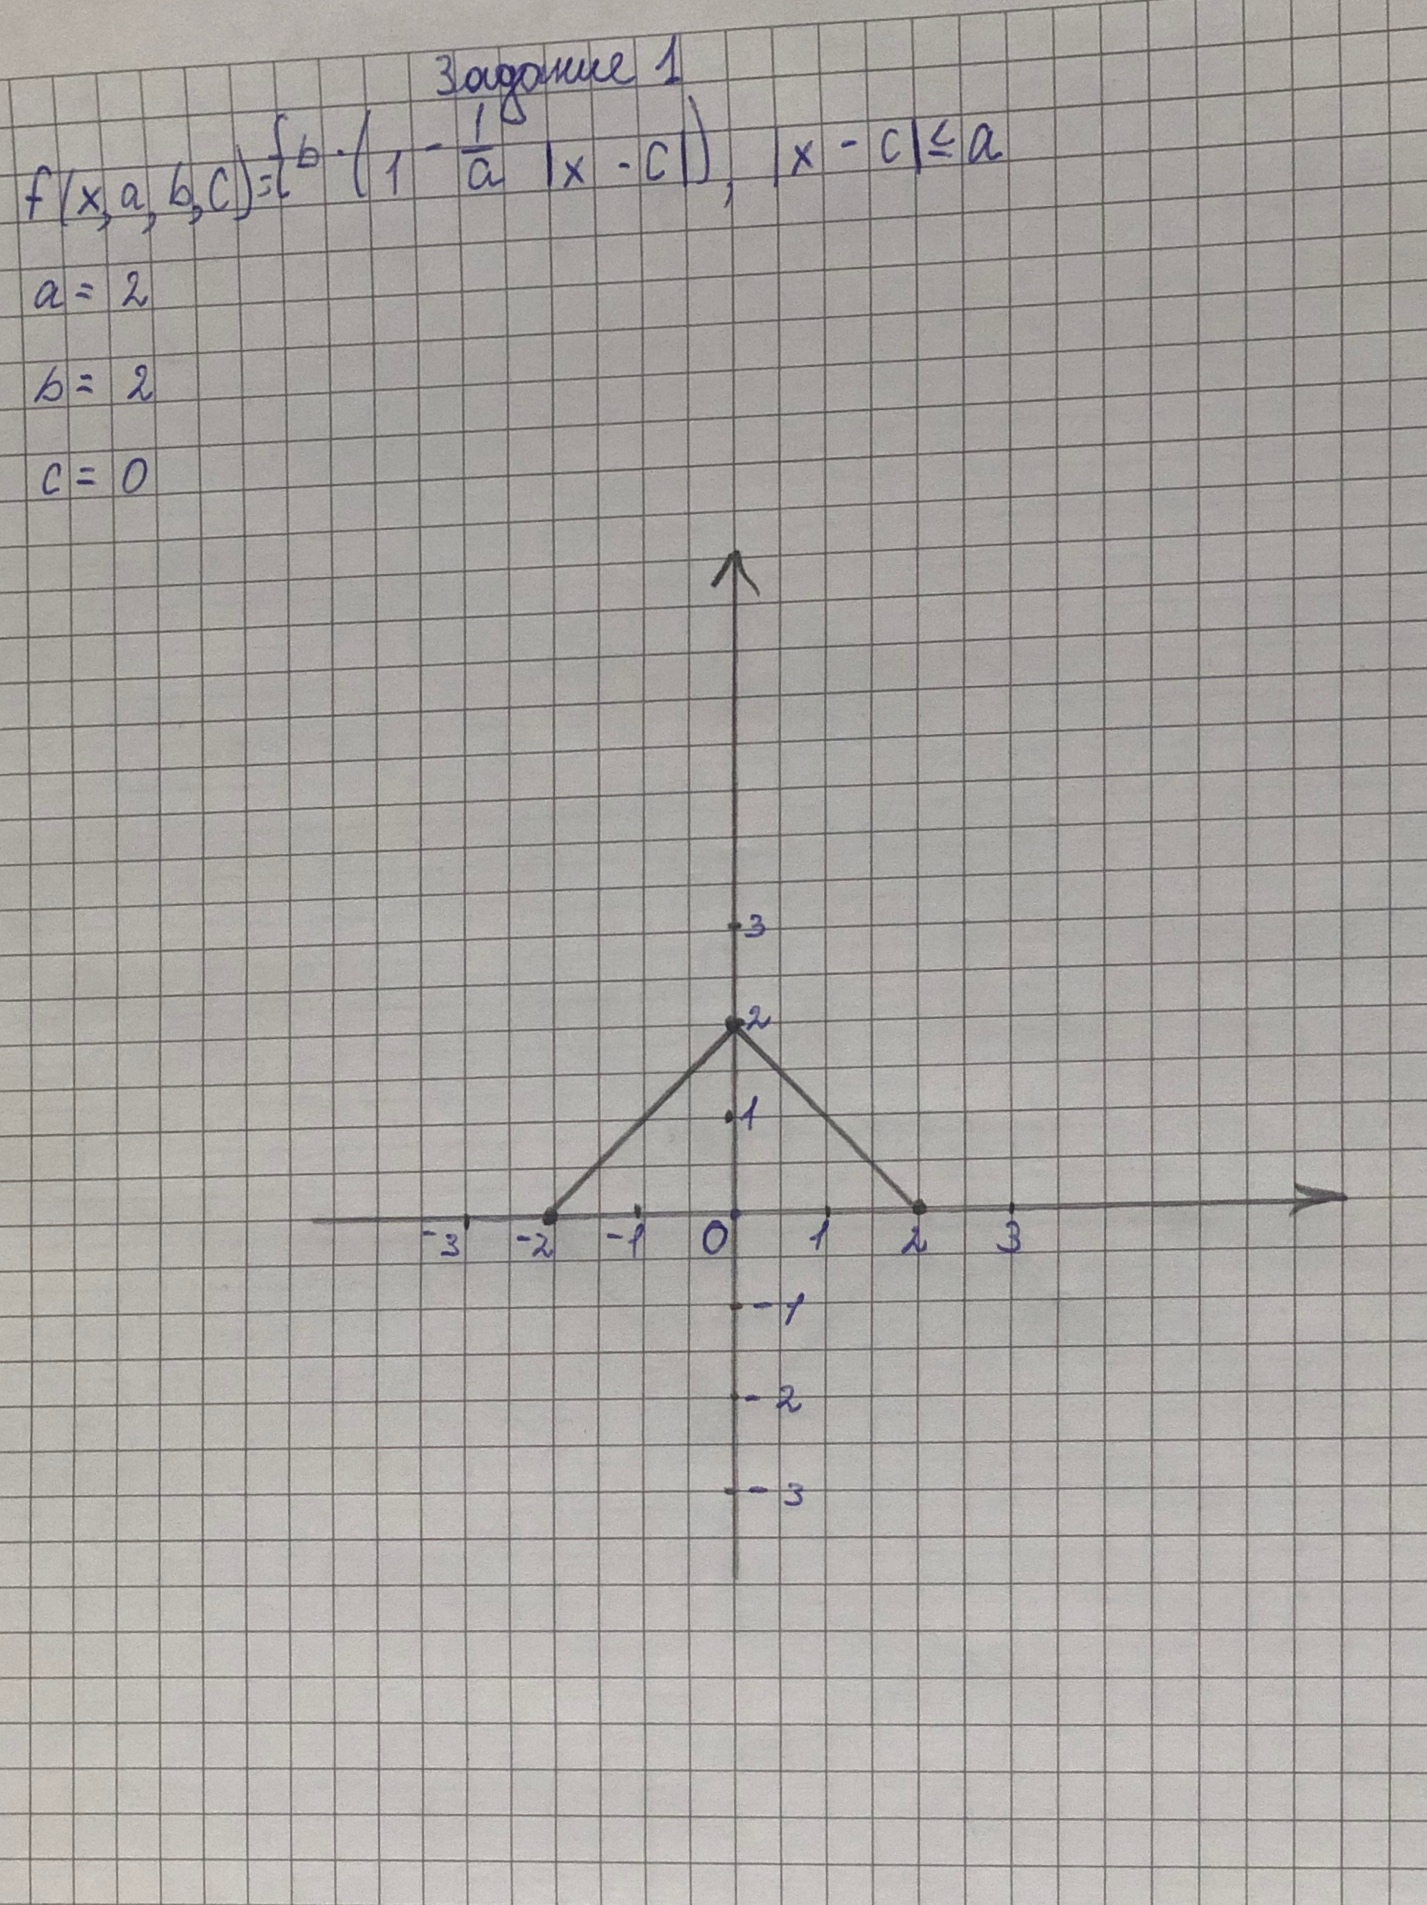 Задание 1
f(x,a,b,c)={b·(1 - 1/a |x - c|), |x - c| ≤ a
a = 2
b = 2
c = 0
3
2
1
-3 -2 -1 0 1 2 3
-1
-2
-3